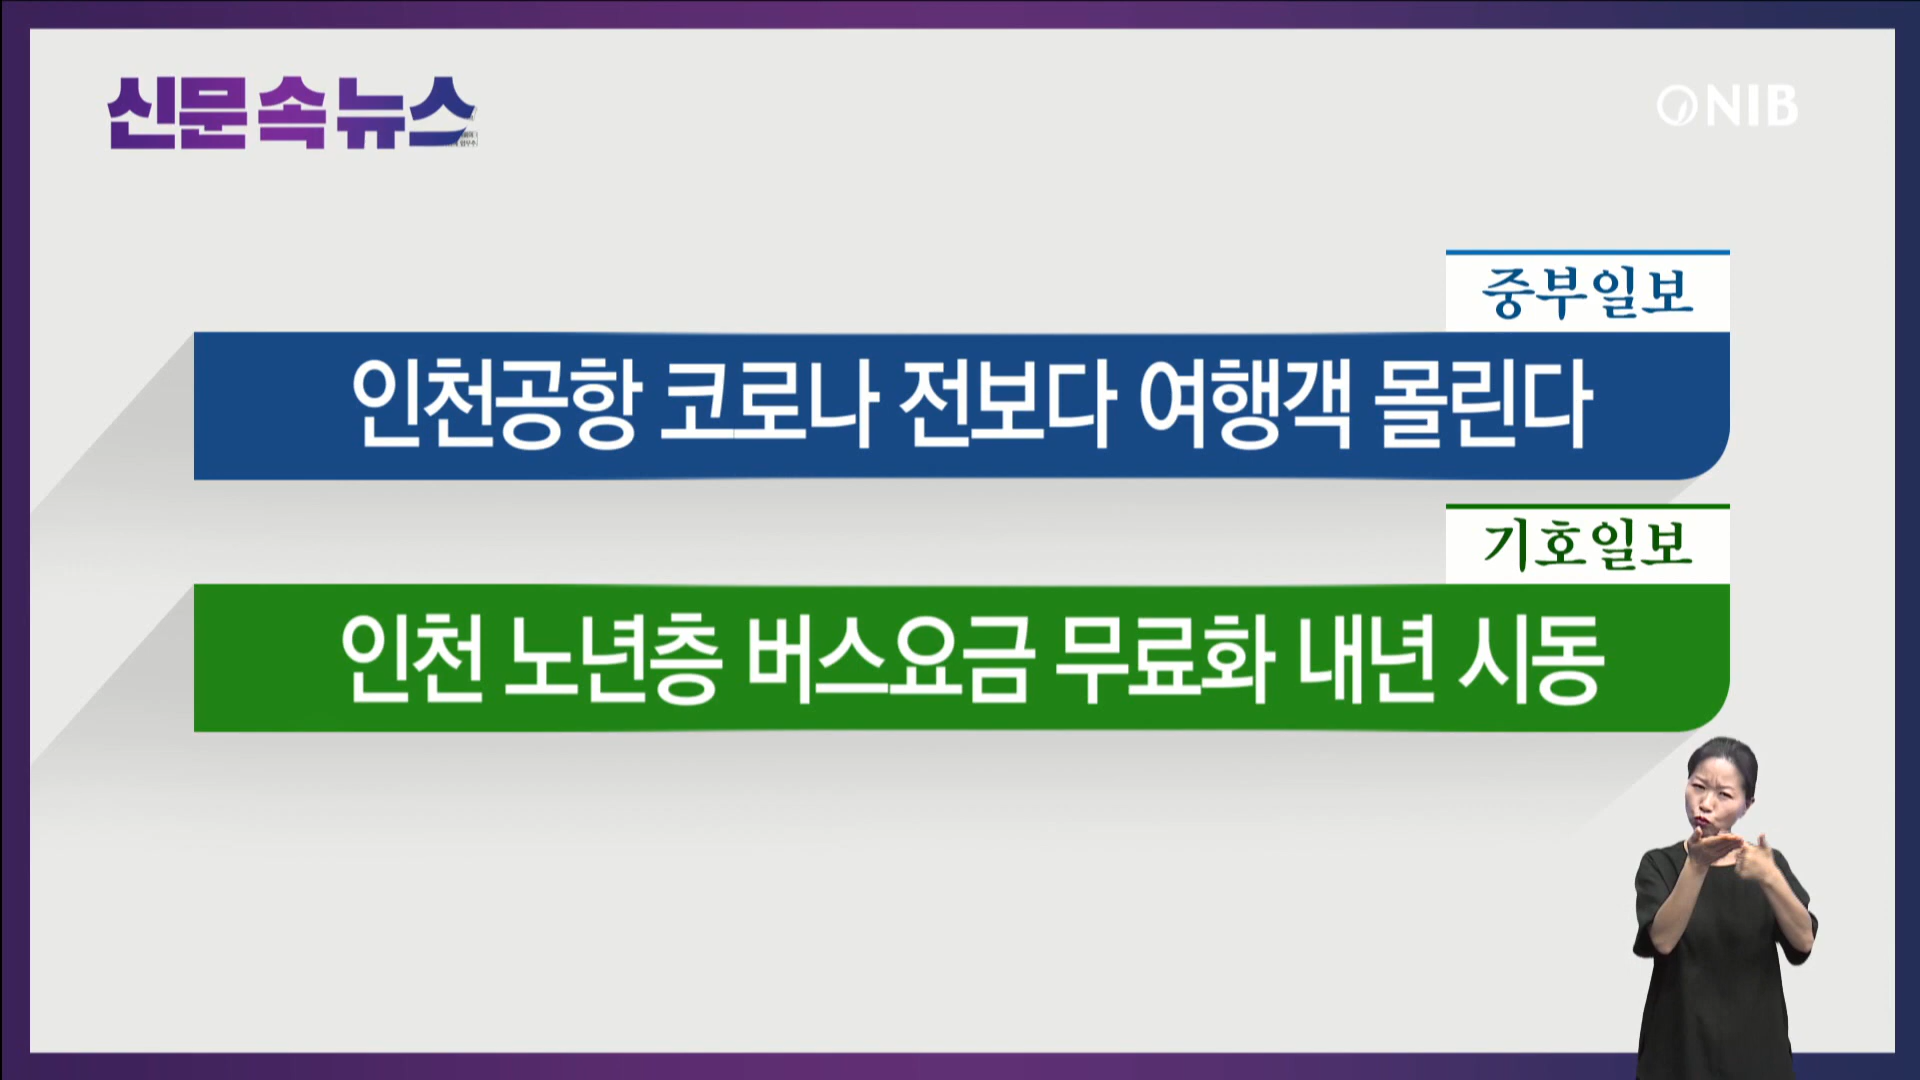 신문 속 뉴스
NIB
중부일보
인천공항 코로나 전보다 여행객 몰린다
기호일보
인천 노년층 버스요금 무료화 내년 시동